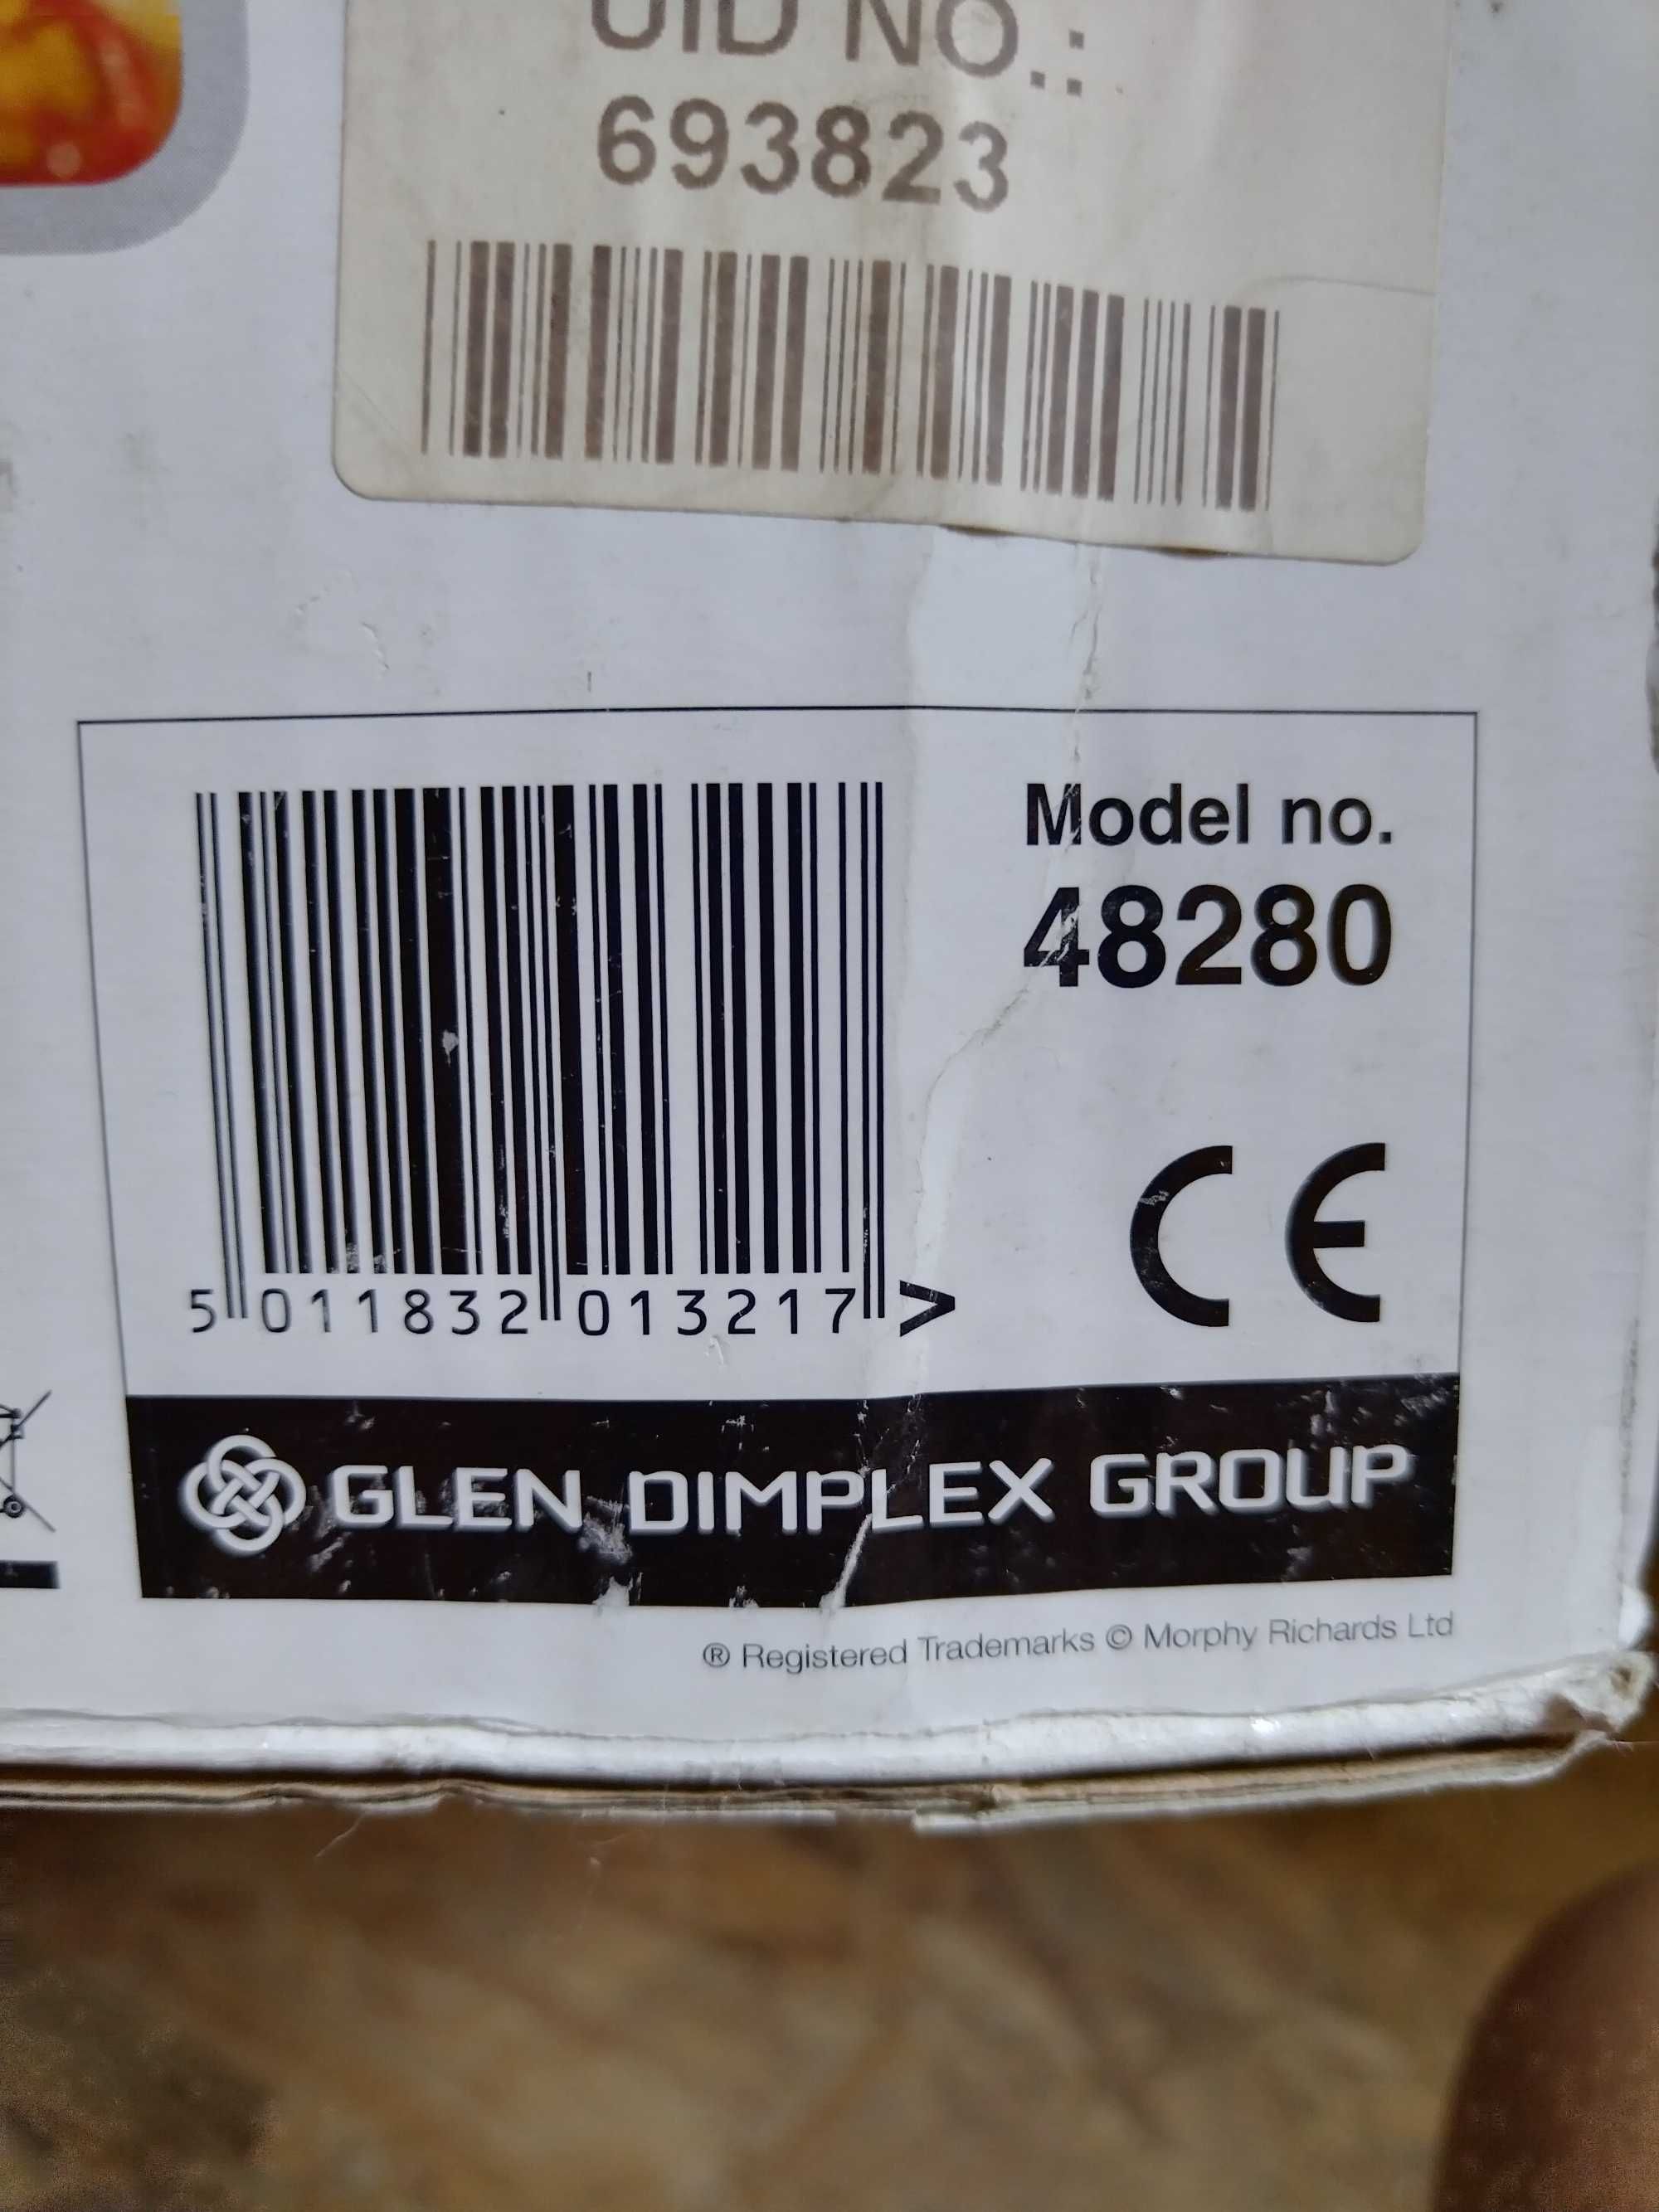 UID NO.:
693823
Model no.
48280
5 011832 013217 >
CE
GLEN DIMPLEX GROUP
® Registered Trademarks © Morphy Richards Ltd